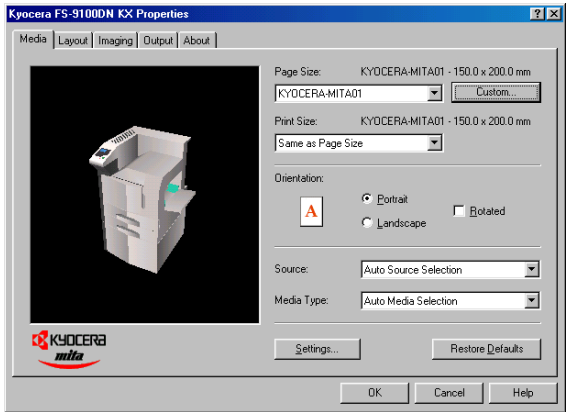 Kyocera FS-9100DN KX Properties
Media Layout Imaging Output About
Page Size: KYOCERA-MITA01 - 150.0 x 200.0 mm
KYOCERA-MITA01 Custom...
Print Size: KYOCERA-MITA01 - 150.0 x 200.0 mm
Same as Page Size
Orientation:
A
Portrait
Landscape
Rotated
Source: Auto Source Selection
Media Type: Auto Media Selection
KYOCERA
mita
Settings... Restore Defaults
OK Cancel Help